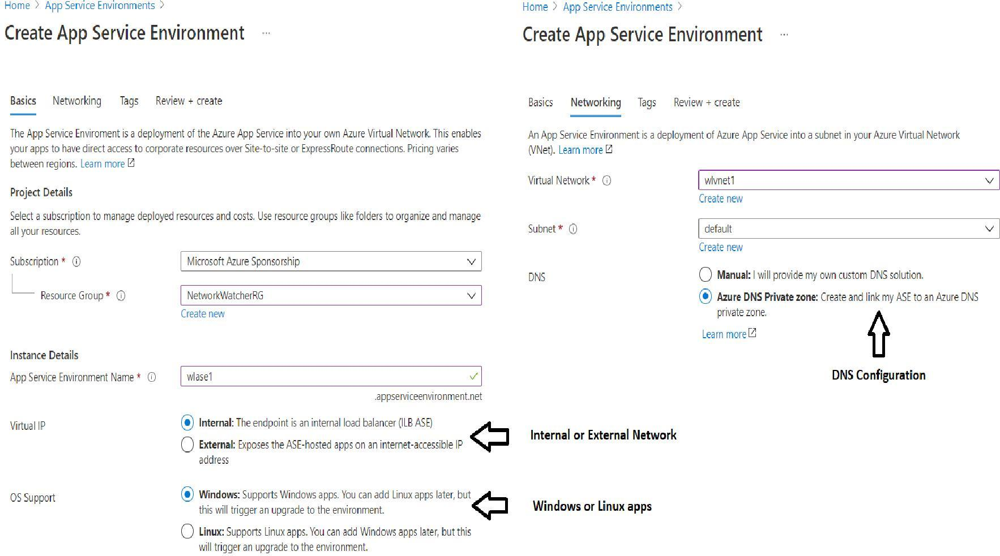 Home > App Service Environments >
Create App Service Environment ...
Basics Networking Tags Review + create
The App Service Enviroment is a deployment of the Azure App Service into your own Azure Virtual Network. This enables
your apps to have direct access to corporate resources over Site-to-site or ExpressRoute connections. Pricing varies
between regions. Learn more
Project Details
Select a subscription to manage deployed resources and costs. Use resource groups like folders to organize and manage
all your resources.
Subscription * Microsoft Azure Sponsorship
Resource Group * NetworkWatcherRG
Create new
Instance Details
App Service Environment Name * wlase1
.appserviceenvironment.net
Virtual IP
Internal: The endpoint is an internal load balancer (ILB ASE)
External: Exposes the ASE-hosted apps on an internet-accessible IP
address
Internal or External Network
OS Support
Windows: Supports Windows apps. You can add Linux apps later, but
this will trigger an upgrade to the environment.
Linux: Supports Linux apps. You can add Windows apps later, but this
will trigger an upgrade to the environment.
Windows or Linux apps
Home > App Service Environments >
Create App Service Environment ...
Basics Networking Tags Review + create
An App Service Environment is a deployment of Azure App Service into a subnet in your Azure Virtual Network
(VNet). Learn more
Virtual Network * wlvnet1
Create new
Subnet * default
Create new
DNS
Manual: I will provide my own custom DNS solution.
Azure DNS Private zone: Create and link my ASE to an Azure DNS
private zone.
Learn more
DNS Configuration